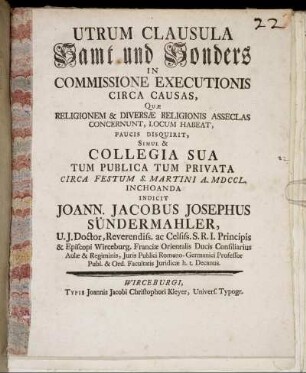 22
UTRUM CLAUSULA
Samt und Sonders
IN
COMMISSIONE EXECUTIONIS
CIRCA CAUSAS,
QUÆ
RELIGIONEM & DIVERSÆ RELIGIONIS ASSECLAS
CONCERNUNT, LOCUM HABEAT,
PAUCIS DISQUIRIT,
SIMUL &
COLLEGIA SUA
TUM PUBLICA TUM PRIVATA
CIRCA FESTUM S. MARTINI A. MDCCL.
INCHOANDA
INDICIT
JOANN. JACOBUS JOSEPHUS
SÜNDERMAHLER,
U. J. Doctor, Reverendiss. ac Celsiss. S. R. I. Principis
& Episcopi Wirceburg. Franciæ Orientalis Ducis Consiliarius
Aulæ & Regiminis, Juris Publici Romano-Germanici Professor
Publ. & Ord. Facultatis Juridicæ h. t. Decanus.
WIRCEBURGI,
Typis Joannis Jacobi Christophori Kleyer, Universf. Typogr.